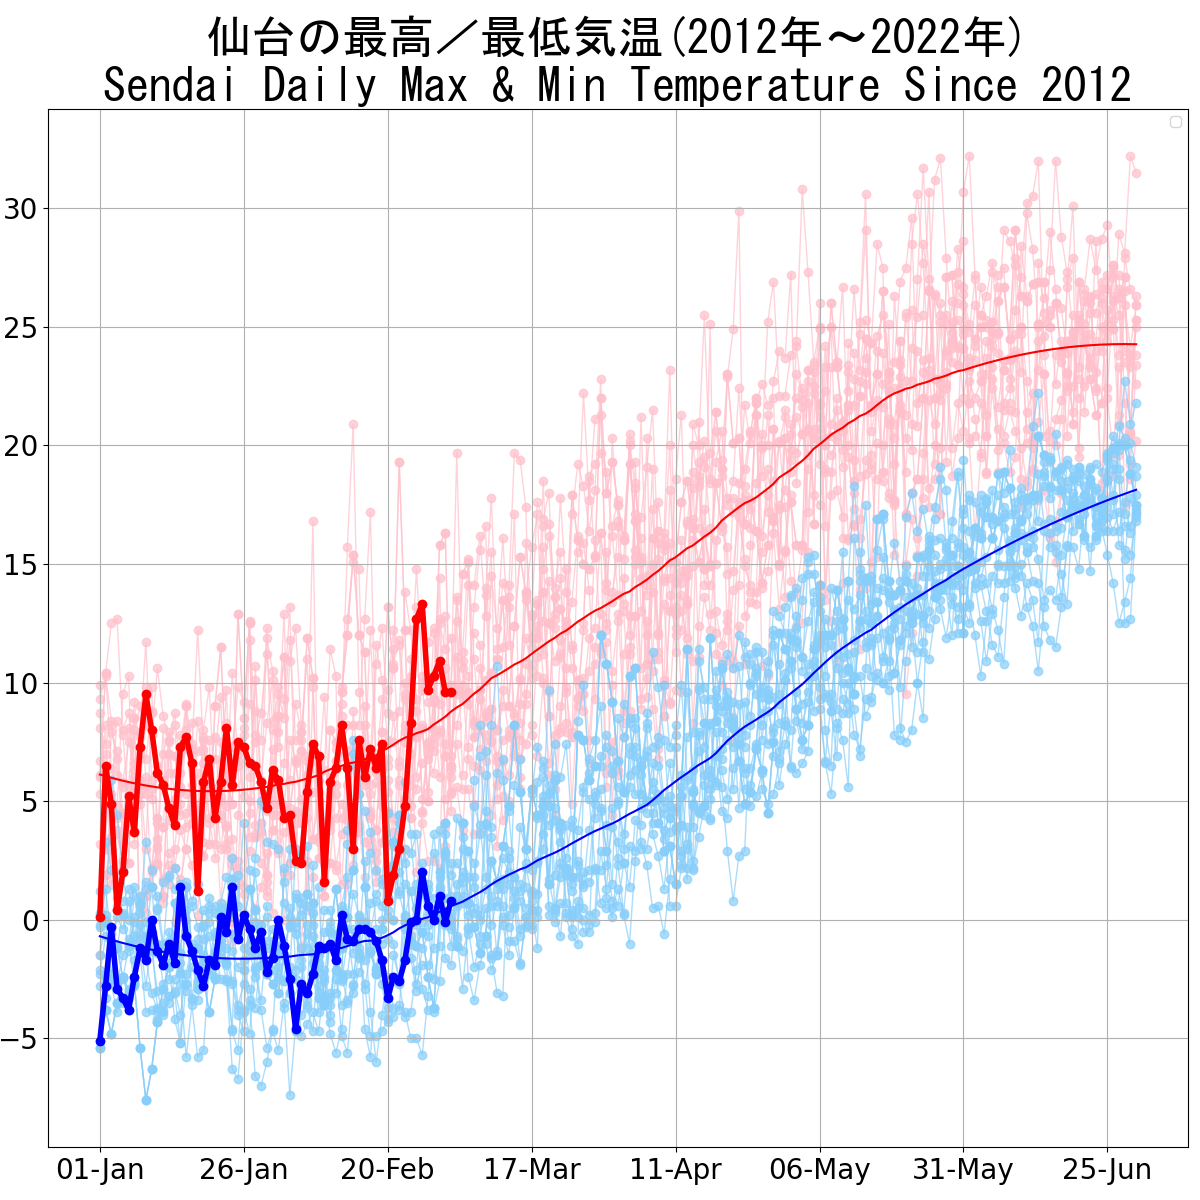 仙台の最高／最低気温(2012年～2022年)
Sendai Daily Max & Min Temperature Since 2012
30
25
20
15
10
5
0
−5
01-Jan 26-Jan 20-Feb 17-Mar 11-Apr 06-May 31-May 25-Jun